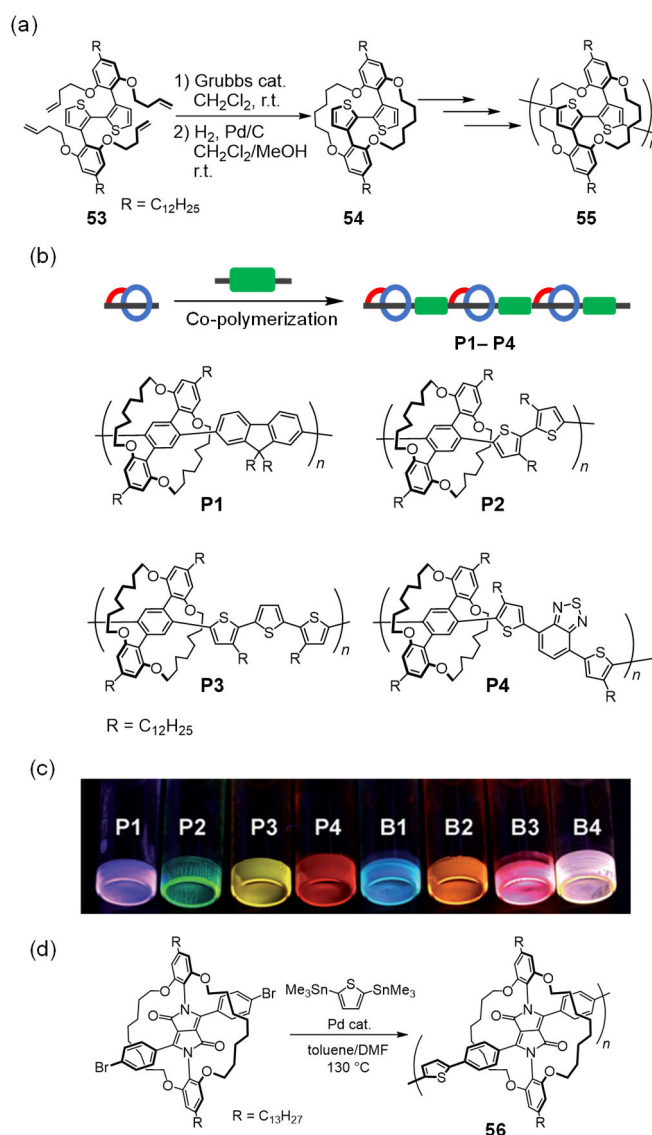 (a)
R
R
R
O
O
O
O
S
S
R
53
R = C12H25
1) Grubbs cat.
CH2Cl2, r.t.
2) H2, Pd/C
CH2Cl2/MeOH
r.t.
R
O
O
S
S
O
O
R
54
R
O
O
S
S
O
O
R
n
55
(b)
Co-polymerization
P1– P4
R
O
O
O
O
R
R R
n
P1
R
O
O
O
O
R
R
S
S
R
n
P2
R
O
O
O
O
R
S
S
S
R
R
n
P3
R
O
O
O
O
R
R
S
N
S
N
S
R
n
P4
R = C12H25
(c)
P1 P2 P3 P4 B1 B2 B3 B4
(d)
R
O
O
Br
N
O
O
N
Br
O
O
R
R = C13H27
Me3Sn
S
SnMe3
Pd cat.
toluene/DMF
130 °C
R
O
O
N
O
O
N
S
O
O
R
n
56